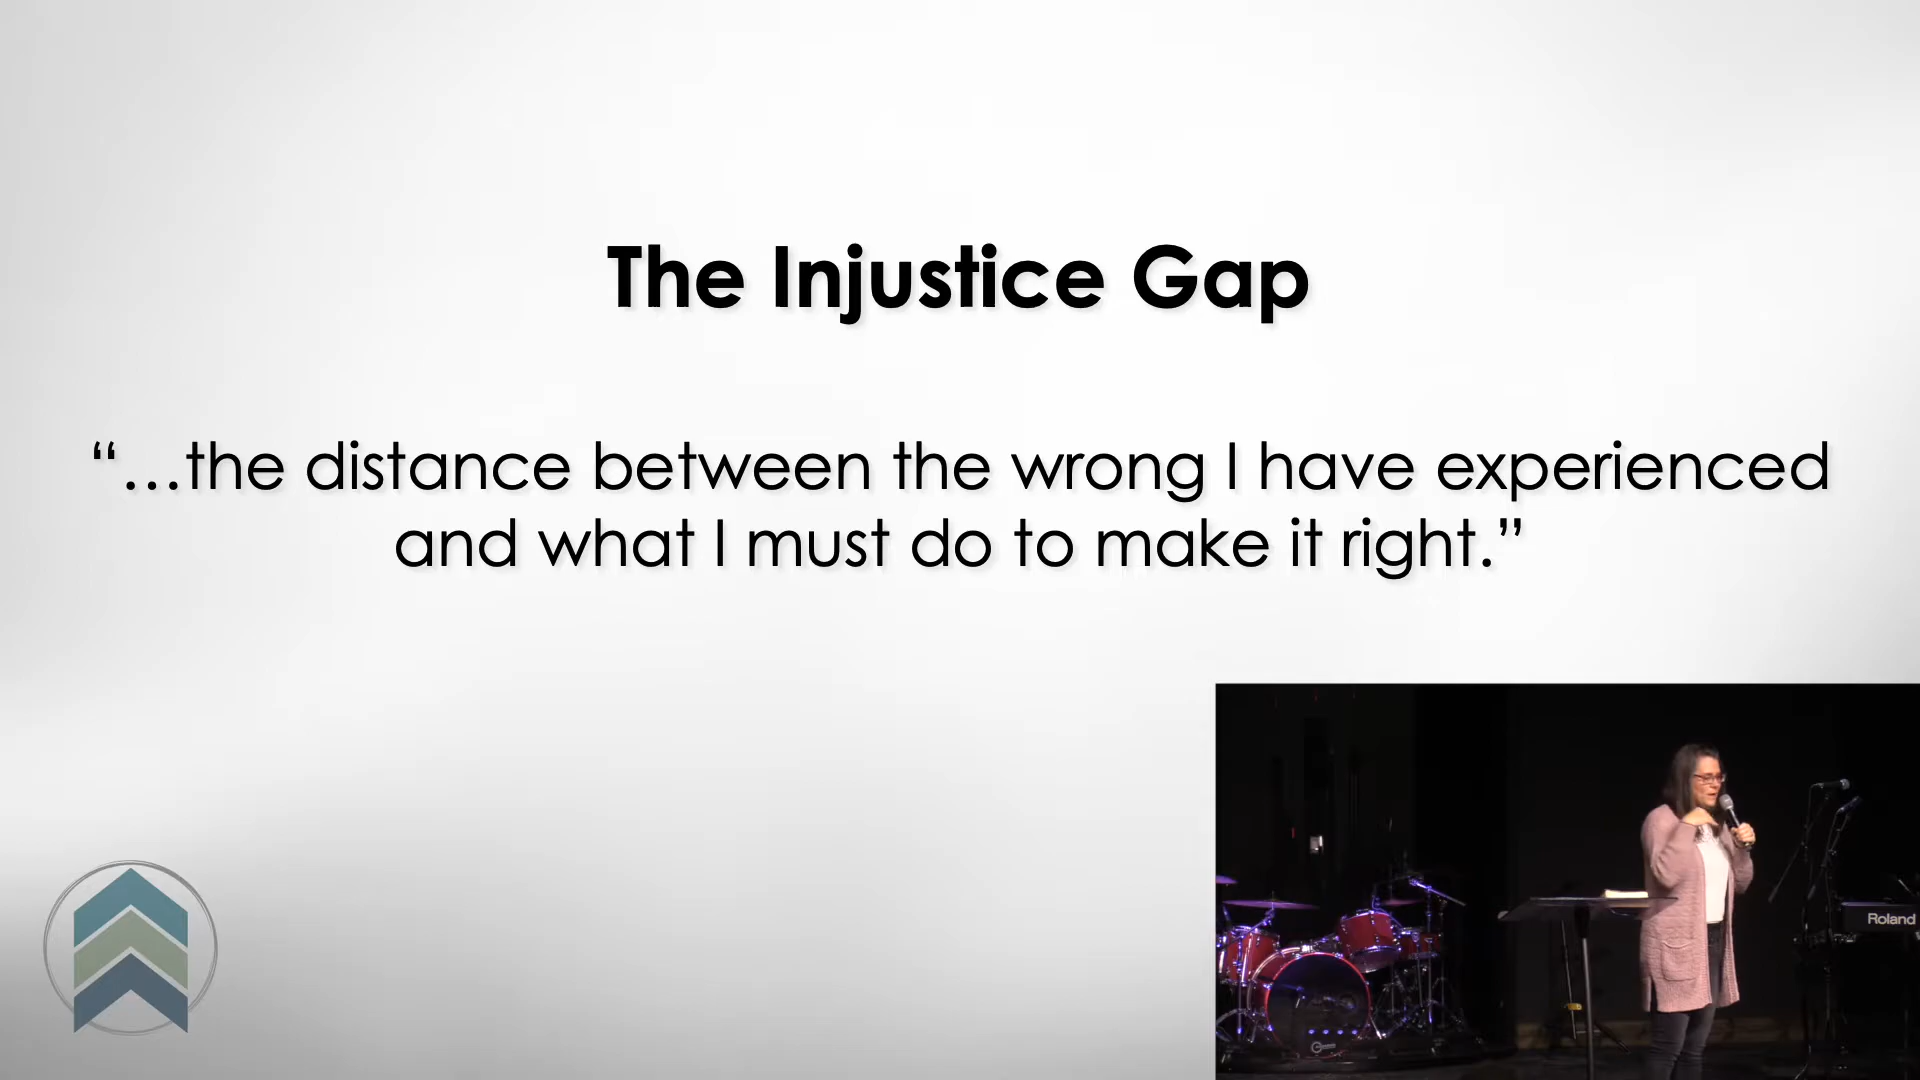 The Injustice Gap
“…the distance between the wrong I have experienced
and what I must do to make it right.”
Roland